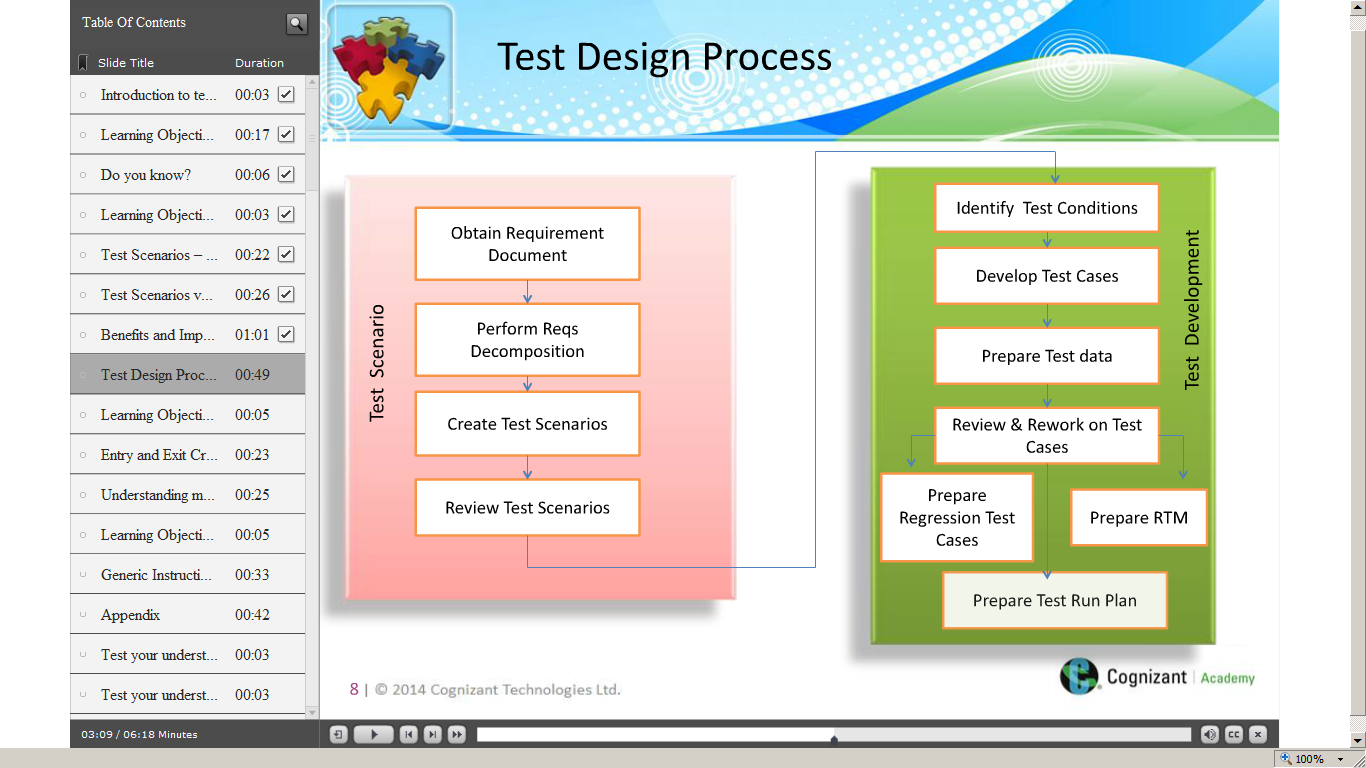 Table Of Contents
Slide Title Duration
Introduction to te... 00:03
Learning Objecti... 00:17
Do you know? 00:06
Learning Objecti... 00:03
Test Scenarios – ... 00:22
Test Scenarios v... 00:26
Benefits and Imp... 01:01
Test Design Proc... 00:49
Learning Objecti... 00:05
Entry and Exit Cr... 00:23
Understanding m... 00:25
Learning Objecti... 00:05
Generic Instructi... 00:33
Appendix 00:42
Test your underst... 00:03
Test your underst... 00:03
03:09 / 06:18 Minutes
Test Design Process
Test Scenario
Obtain Requirement
Document
Perform Reqs
Decomposition
Create Test Scenarios
Review Test Scenarios
Test Development
Identify Test Conditions
Develop Test Cases
Prepare Test data
Review & Rework on Test
Cases
Prepare
Regression Test
Cases
Prepare RTM
Prepare Test Run Plan
8 | © 2014 Cognizant Technologies Ltd.
Cognizant | Academy
CC
100%